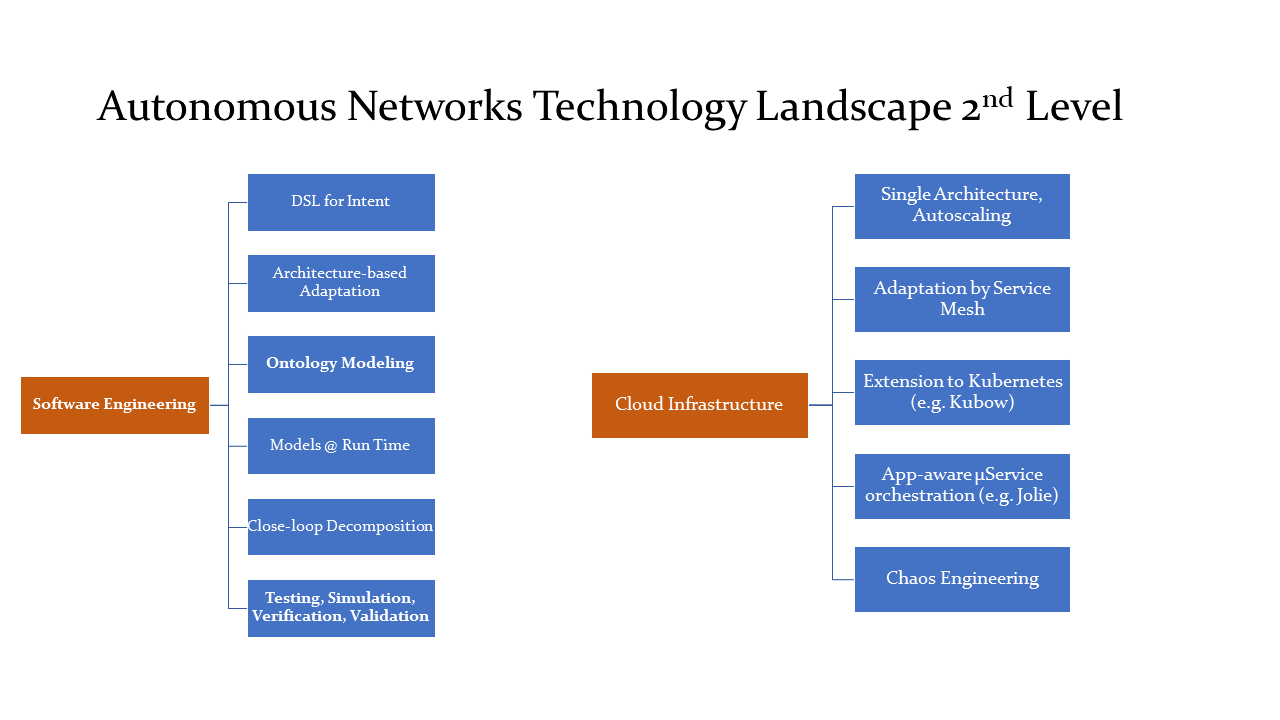 Autonomous Networks Technology Landscape 2nd Level
Software Engineering
DSL for Intent
Architecture-based
Adaptation
Ontology Modeling
Models @ Run Time
Close-loop Decomposition
Testing, Simulation,
Verification, Validation
Cloud Infrastructure
Single Architecture,
Autoscaling
Adaptation by Service
Mesh
Extension to Kubernetes
(e.g. Kubow)
App-aware µService
orchestration (e.g. Jolie)
Chaos Engineering